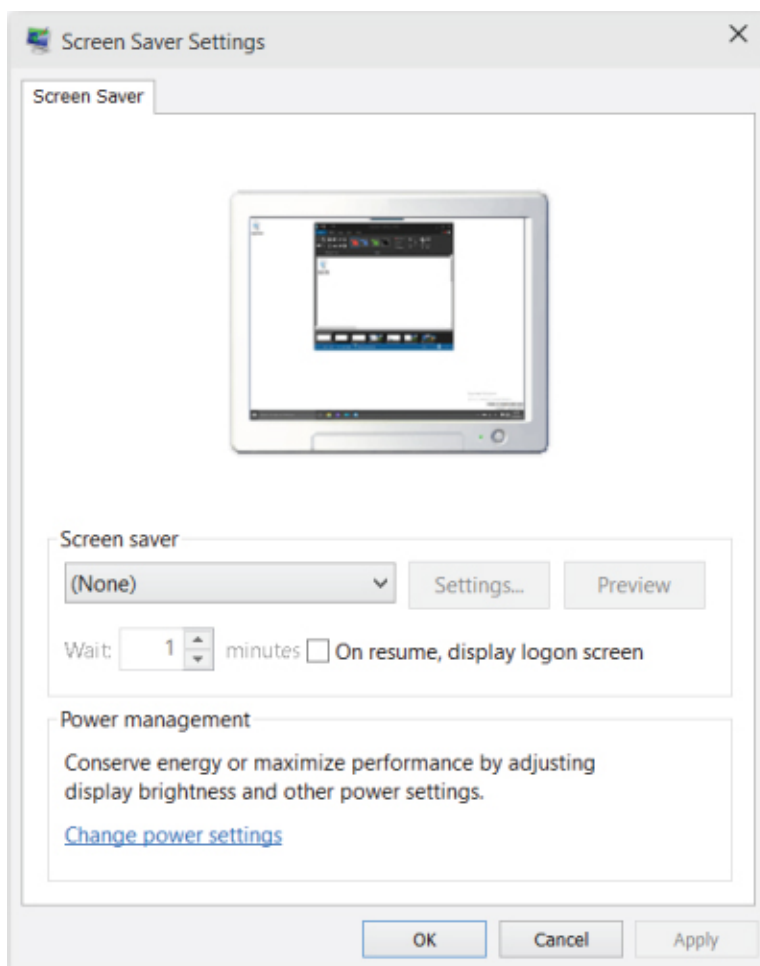 Screen Saver Settings
Screen Saver
Screen saver
(None)
Settings...
Preview
Wait: 1 minutes On resume, display logon screen
Power management
Conserve energy or maximize performance by adjusting
display brightness and other power settings.
Change power settings
OK Cancel Apply